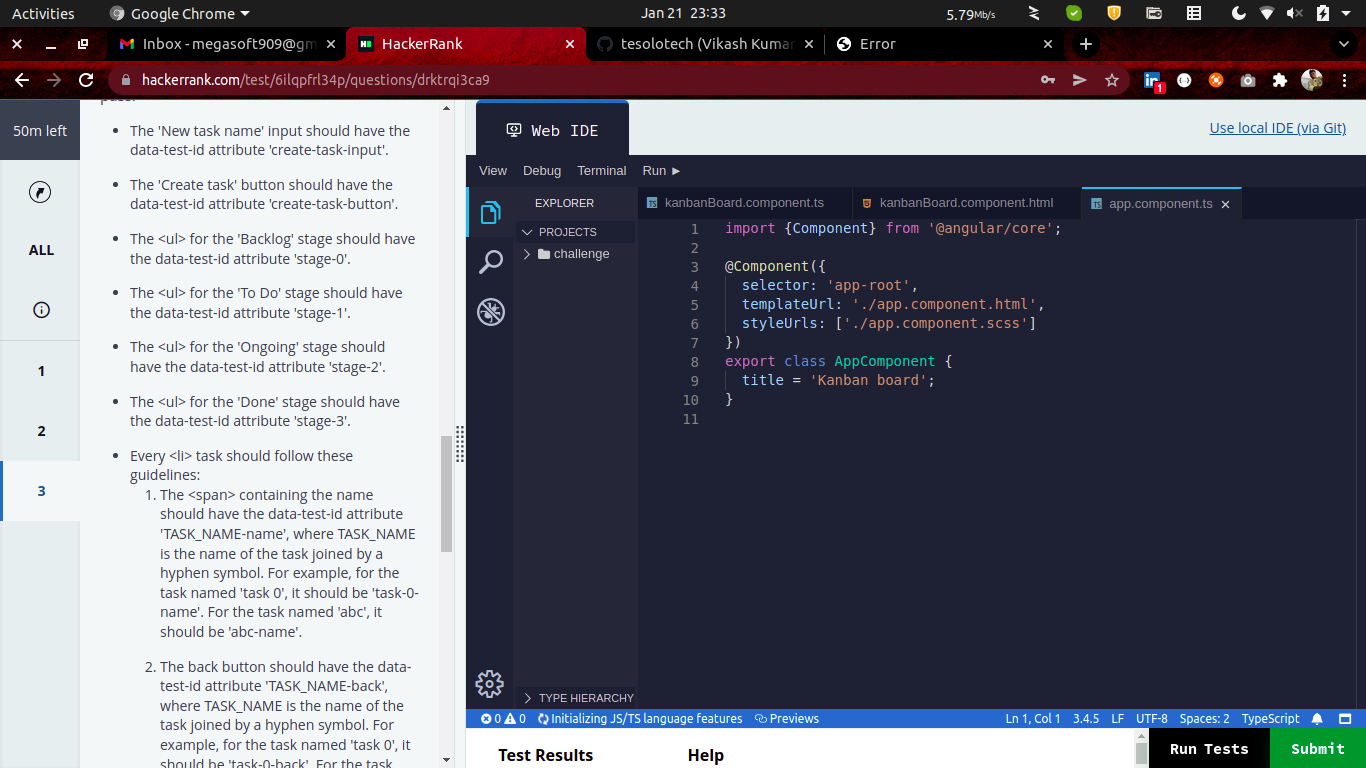 Activities
Google Chrome
Jan 21 23:33
5.79Mb/s
Inbox - megasoft909@gm
HackerRank
tesolotech (Vikash Kumar
Error
hackerrank.com/test/6ilqpfrl34p/questions/drktrqi3ca9
1
50m left
ALL
1
2
3
The 'New task name' input should have the
data-test-id attribute 'create-task-input'.
The 'Create task' button should have the
data-test-id attribute 'create-task-button'.
The <ul> for the 'Backlog' stage should have
the data-test-id attribute 'stage-0'.
The <ul> for the 'To Do' stage should have
the data-test-id attribute 'stage-1'.
The <ul> for the 'Ongoing' stage should
have the data-test-id attribute 'stage-2'.
The <ul> for the 'Done' stage should have
the data-test-id attribute 'stage-3'.
Every <li> task should follow these
guidelines:
1. The <span> containing the name
should have the data-test-id attribute
'TASK_NAME-name', where TASK_NAME
is the name of the task joined by a
hyphen symbol. For example, for the
task named 'task 0', it should be 'task-0-
name'. For the task named 'abc', it
should be 'abc-name'.
2. The back button should have the data-
test-id attribute 'TASK_NAME-back',
where TASK_NAME is the name of the
task joined by a hyphen symbol. For
example, for the task named 'task 0', it
should be 'task-0-back'. For the task
Web IDE
Use local IDE (via Git)
View Debug Terminal Run
EXPLORER
PROJECTS
challenge
TYPE HIERARCHY
TS kanbanBoard.component.ts
kanbanBoard.component.html
TS app.component.ts
1 import {Component} from '@angular/core';
2
3 @Component({
4 selector: 'app-root',
5 templateUrl: './app.component.html',
6 styleUrls: ['./app.component.scss']
7 })
8 export class AppComponent {
9 title = 'Kanban board';
10 }
11
0 0 Initializing JS/TS language features Previews
Ln 1, Col 1 3.4.5 LF UTF-8 Spaces: 2 TypeScript
Test Results Help
Run Tests
Submit